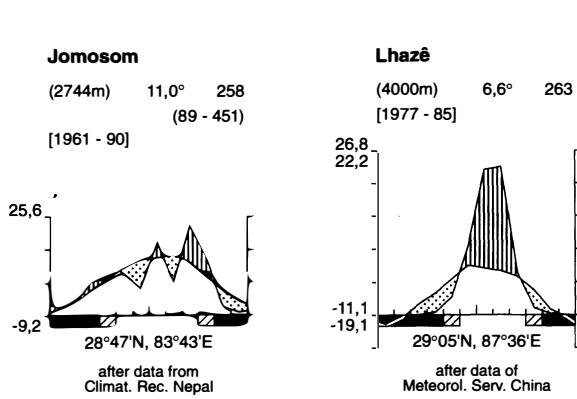 Jomosom
(2744m) 11,0° 258
(89 - 451)
[1961 - 90]
25,6
-9,2
28°47'N, 83°43'E
after data from
Climat. Rec. Nepal
Lhazê
(4000m) 6,6° 263
[1977 - 85]
26,8
22,2
-11,1
-19,1
29°05'N, 87°36'E
after data of
Meteorol. Serv. China